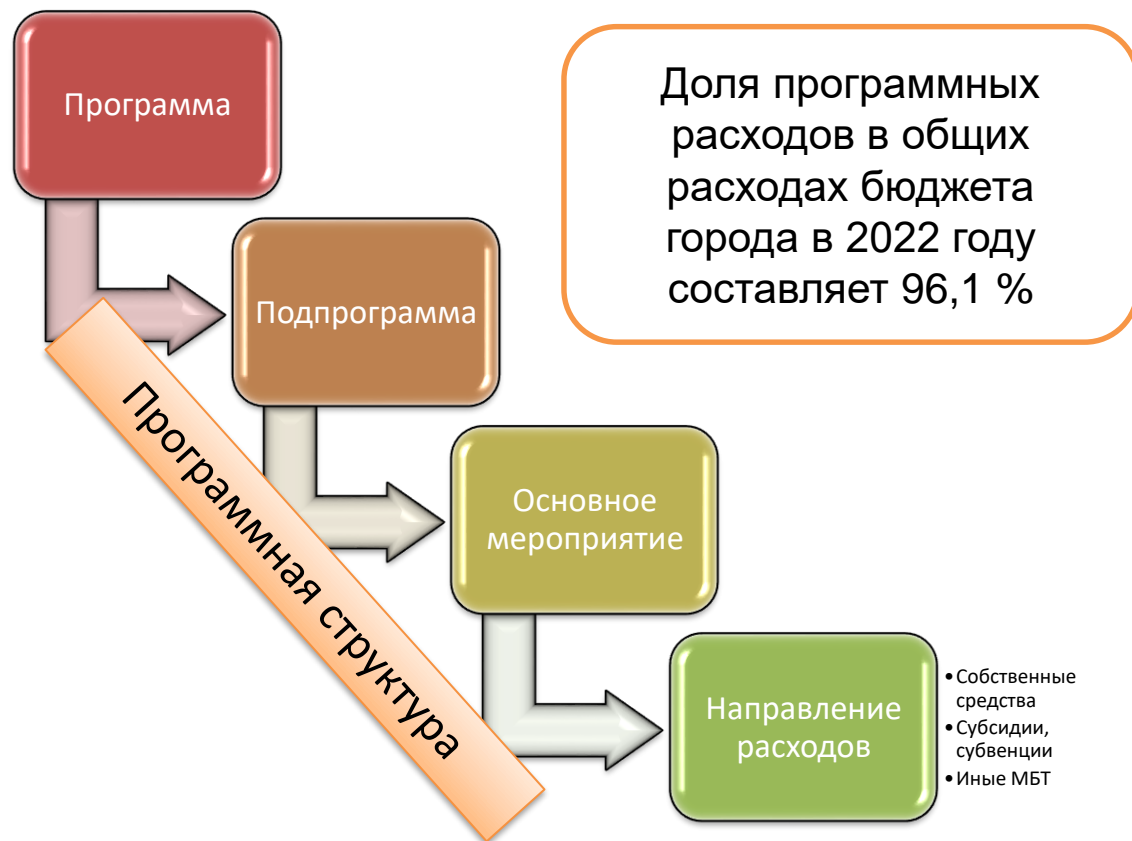 Программа
Доля программных
расходов в общих
расходах бюджета
города в 2022 году
составляет 96,1 %
Подпрограмма
Программная структура
Основное
мероприятие
Направление
расходов
•Собственные
средства
•Субсидии,
субвенции
•Иные МБТ